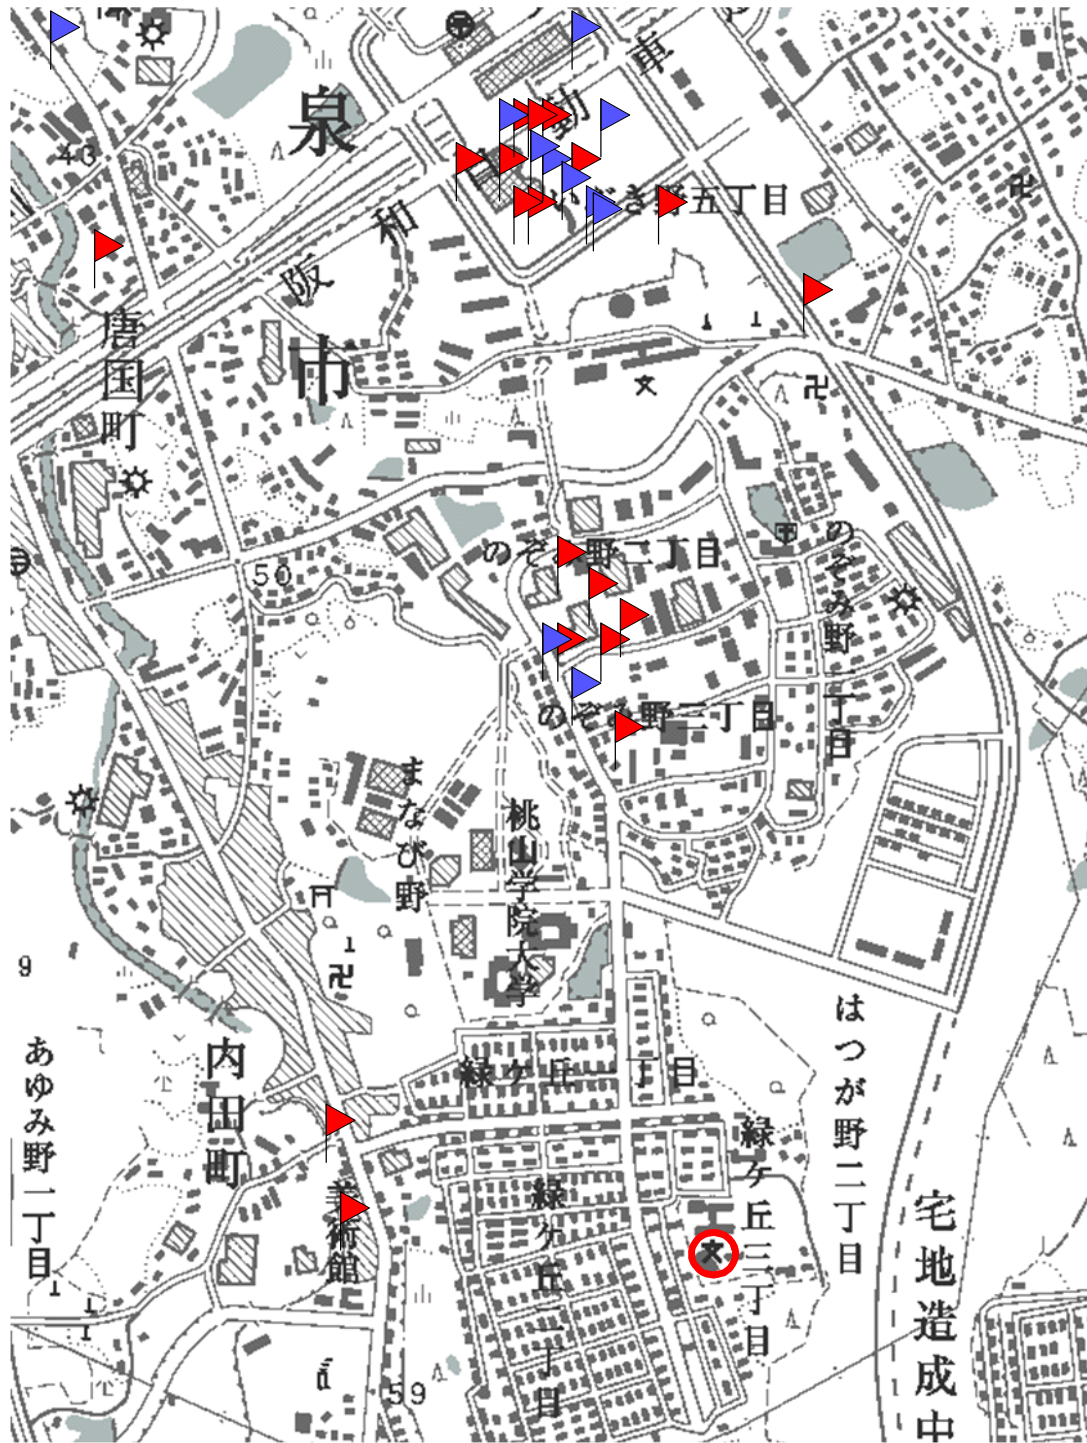 泉
市
阪
和
車
43
いぶき野五丁目
唐国町
50
のぞみ野二丁目
のぞみ野一丁目
のぞみ野三丁目
まなび野
桃山学院大学
9
あゆみ野一丁目
内田町
緑ケ丘一丁目
緑ケ丘二丁目
緑ケ丘三丁目
はつが野二丁目
美術館
宅地造成中
59